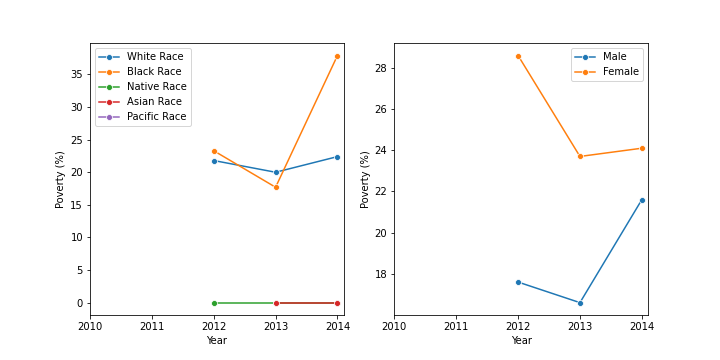 White Race
Black Race
Native Race
Asian Race
Pacific Race
35
30
25
20
15
10
5
0
Poverty (%)
2010 2011 2012 2013 2014
Year
Male
Female
28
26
24
22
20
18
Poverty (%)
2010 2011 2012 2013 2014
Year